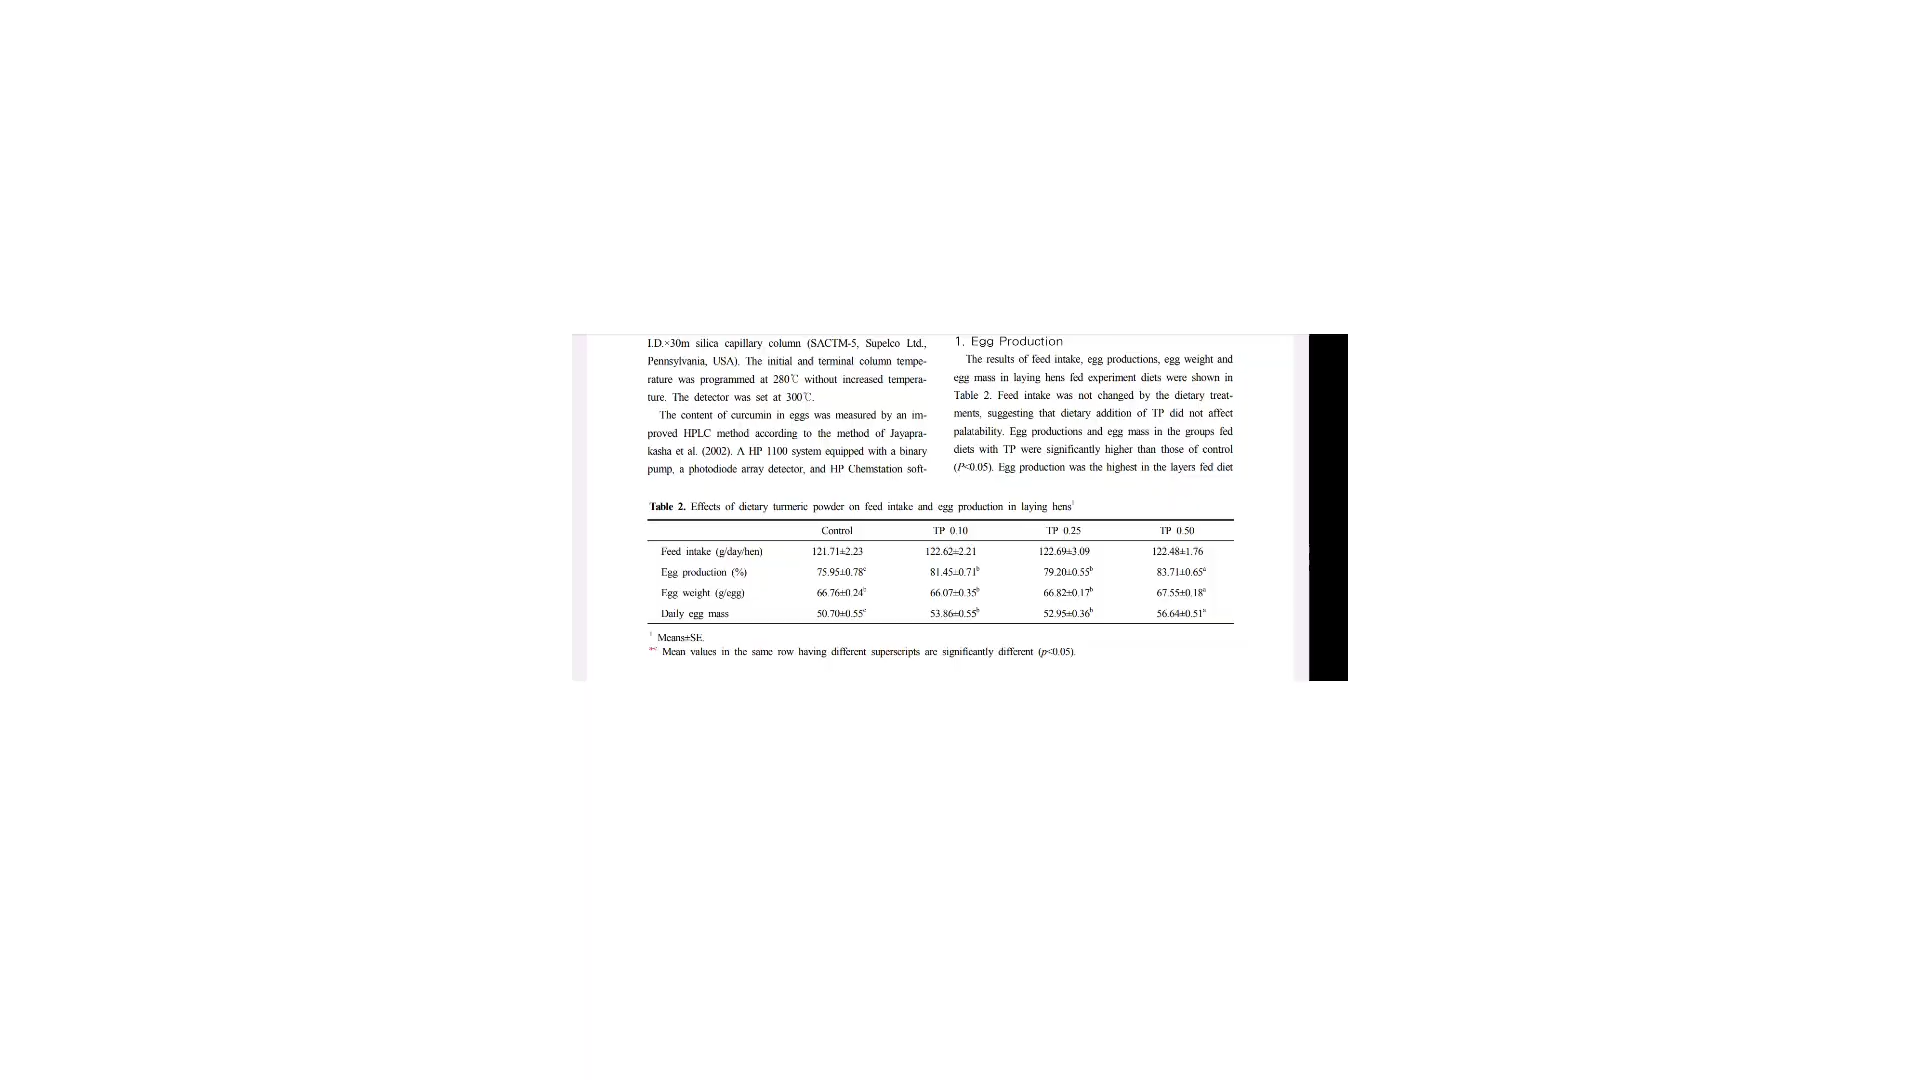 I.D.×30m silica capillary column (SACTM-5, Supelco Ltd.,
Pennsylvania, USA). The initial and terminal column tempe-
rature was programmed at 280℃ without increased tempera-
ture. The detector was set at 300℃.
The content of curcumin in eggs was measured by an im-
proved HPLC method according to the method of Jayapra-
kasha et al. (2002). A HP 1100 system equipped with a binary
pump, a photodiode array detector, and HP Chemstation soft-
1. Egg Production
The results of feed intake, egg productions, egg weight and
egg mass in laying hens fed experiment diets were shown in
Table 2. Feed intake was not changed by the dietary treat-
ments, suggesting that dietary addition of TP did not affect
palatability. Egg productions and egg mass in the groups fed
diets with TP were significantly higher than those of control
(P<0.05). Egg production was the highest in the layers fed diet
Table 2. Effects of dietary turmeric powder on feed intake and egg production in laying hens¹
Control TP 0.10 TP 0.25 TP 0.50
Feed intake (g/day/hen) 121.71±2.23 122.62±2.21 122.69±3.09 122.48±1.76
Egg production (%) 75.95±0.78ᶜ 81.45±0.71ᵇ 79.20±0.55ᵇ 83.71±0.65ᵃ
Egg weight (g/egg) 66.76±0.24ᵇ 66.07±0.35ᵇ 66.82±0.17ᵇ 67.55±0.18ᵃ
Daily egg mass 50.70±0.55ᶜ 53.86±0.55ᵇ 52.95±0.36ᵇ 56.64±0.51ᵃ
¹ Means±SE.
ᵃ⁻ᶜ Mean values in the same row having different superscripts are significantly different (p<0.05).